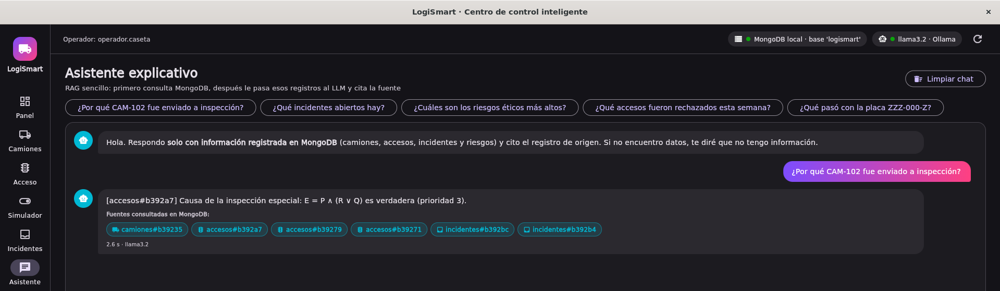 LogiSmart · Centro de control inteligente
×
Operador: operador.caseta
MongoDB local · base 'logismart'
llama3.2 · Ollama
LogiSmart
Panel
Camiones
Acceso
Simulador
Incidentes
Asistente
Asistente explicativo
RAG sencillo: primero consulta MongoDB, después le pasa esos registros al LLM y cita la fuente
Limpiar chat
¿Por qué CAM-102 fue enviado a inspección?
¿Qué incidentes abiertos hay?
¿Cuáles son los riesgos éticos más altos?
¿Qué accesos fueron rechazados esta semana?
¿Qué pasó con la placa ZZZ-000-Z?
Hola. Respondo solo con información registrada en MongoDB (camiones, accesos, incidentes y riesgos) y cito el registro de origen. Si no encuentro datos, te diré que no tengo información.
¿Por qué CAM-102 fue enviado a inspección?
[accesos#b392a7] Causa de la inspección especial: E = P ∧ (R ∨ Q) es verdadera (prioridad 3).
Fuentes consultadas en MongoDB:
camiones#b39235
accesos#b392a7
accesos#b39279
accesos#b39271
incidentes#b392bc
incidentes#b392b4
2.6 s · llama3.2